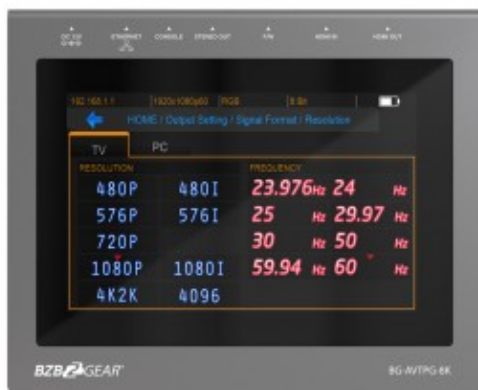 DC 12V ETHERNET CONSOLE STEREO OUT F/W HDMI IN HDMI OUT
192.168.1.1 1920x1080p60 RGB 8 Bit
HOME / Output Setting / Signal Format / Resolution
TV PC
RESOLUTION FREQUENCY
480P 480I 23.976Hz 24 Hz
576P 576I 25 Hz 29.97 Hz
720P 30 Hz 50 Hz
1080P 1080I 59.94 Hz 60 Hz
4K2K 4096
BZBGEAR BG-AVTPG-8K